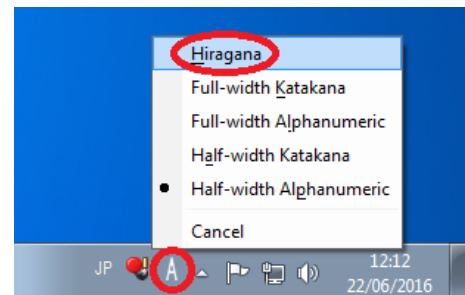 Hiragana
Full-width Katakana
Full-width Alphanumeric
Half-width Katakana
Half-width Alphanumeric
Cancel
JP A 12:12
22/06/2016